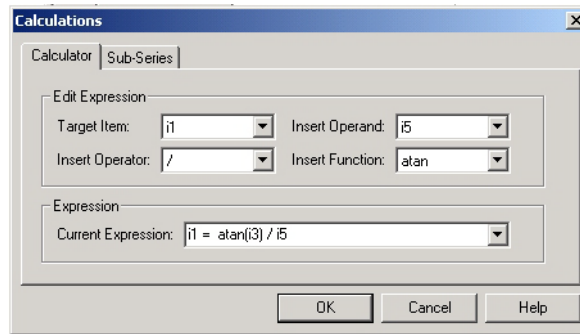 Calculations
Calculator Sub-Series
Edit Expression
Target Item: i1 Insert Operand: i5
Insert Operator: / Insert Function: atan
Expression
Current Expression: i1 = atan(i3) / i5
OK Cancel Help